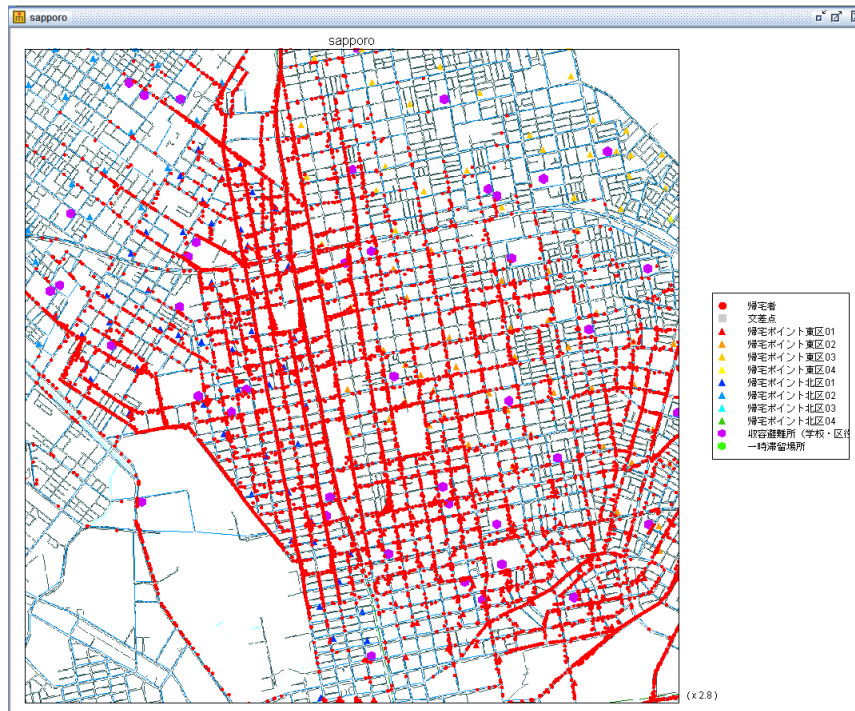 sapporo
sapporo
帰宅者
交差点
帰宅ポイント東区01
帰宅ポイント東区02
帰宅ポイント東区03
帰宅ポイント東区04
帰宅ポイント北区01
帰宅ポイント北区02
帰宅ポイント北区03
帰宅ポイント北区04
収容避難所（学校・区役
一時滞留場所
(x 2.8)